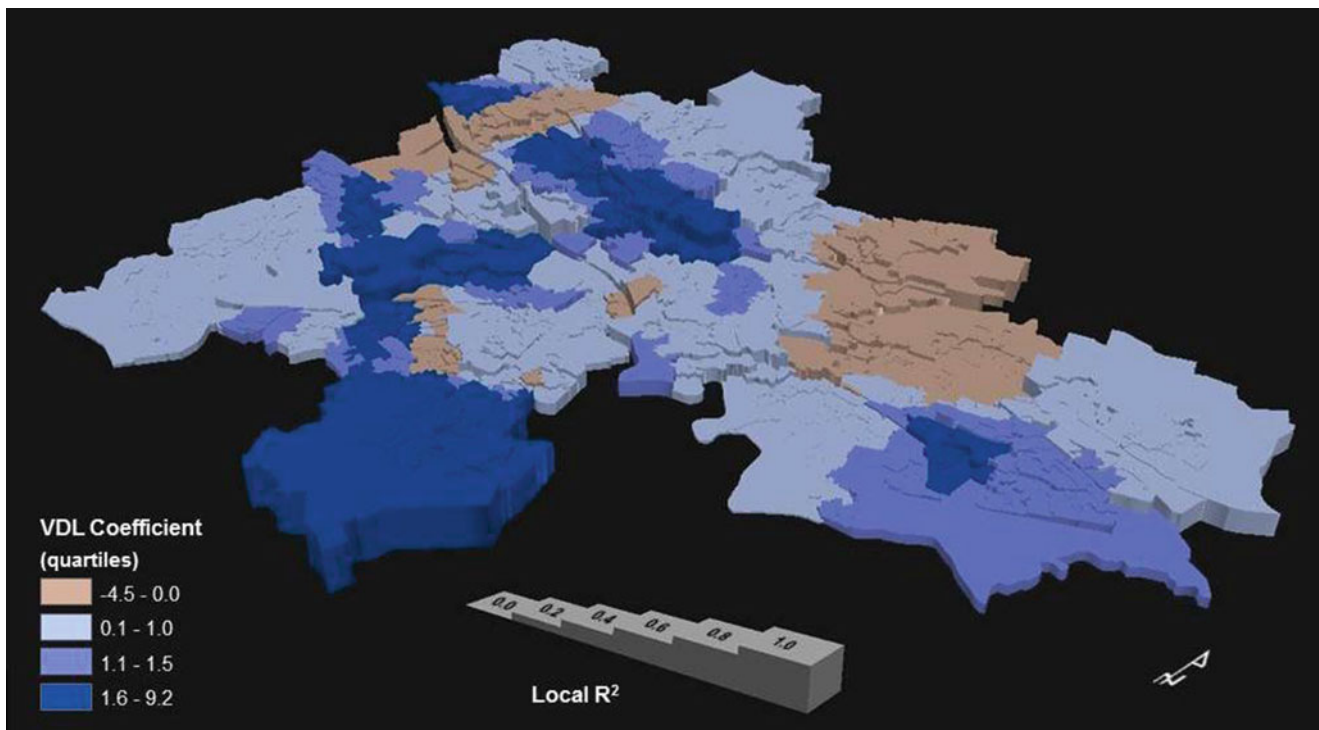 VDL Coefficient
(quartiles)
-4.5 - 0.0
0.1 - 1.0
1.1 - 1.5
1.6 - 9.2
0.0 0.2 0.4 0.6 0.8 1.0
Local R²
N